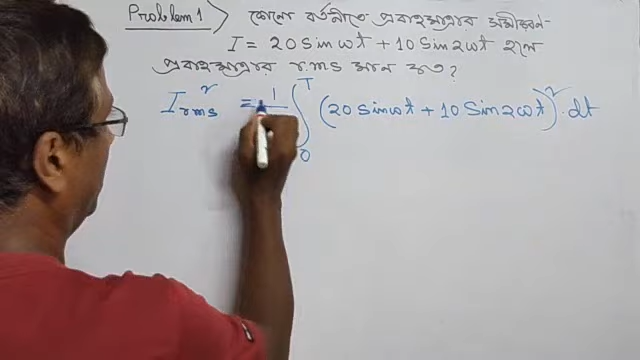 Problem 1 > কোনো বর্তনীতে প্রবাহমাত্রার সমীকরণ-
I = 20 sin ωt + 10 sin 2ωt হলে
প্রবাহমাত্রার r.m.s মান কত ?
I²rms = 1 ∫₀ᵀ (20 sin ωt + 10 sin 2ωt)² . dt